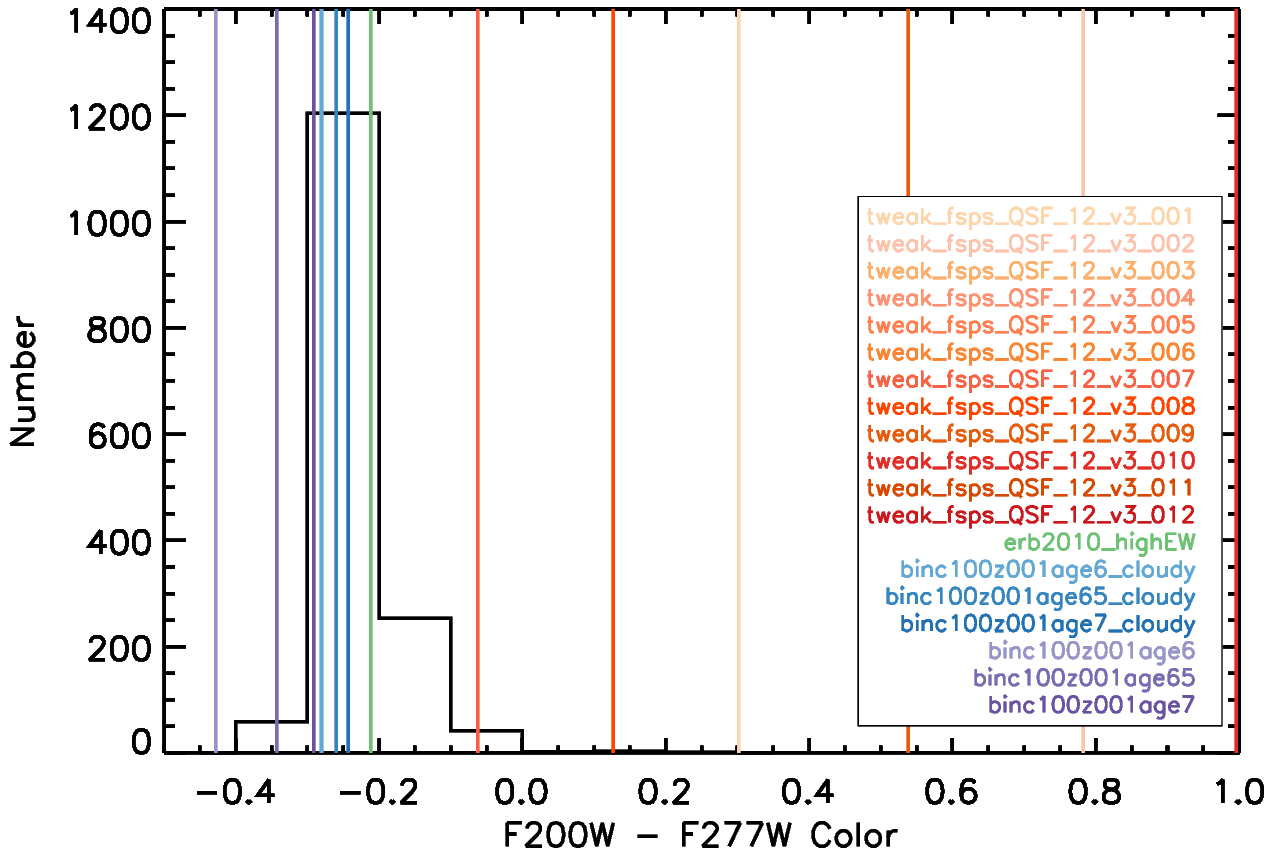 1400
1200
1000
800
600
400
200
0
Number
tweak_fsps_QSF_12_v3_001
tweak_fsps_QSF_12_v3_002
tweak_fsps_QSF_12_v3_003
tweak_fsps_QSF_12_v3_004
tweak_fsps_QSF_12_v3_005
tweak_fsps_QSF_12_v3_006
tweak_fsps_QSF_12_v3_007
tweak_fsps_QSF_12_v3_008
tweak_fsps_QSF_12_v3_009
tweak_fsps_QSF_12_v3_010
tweak_fsps_QSF_12_v3_011
tweak_fsps_QSF_12_v3_012
erb2010_highEW
binc100z001age6_cloudy
binc100z001age65_cloudy
binc100z001age7_cloudy
binc100z001age6
binc100z001age65
binc100z001age7
−0.4 −0.2 0.0 0.2 0.4 0.6 0.8 1.0
F200W − F277W Color